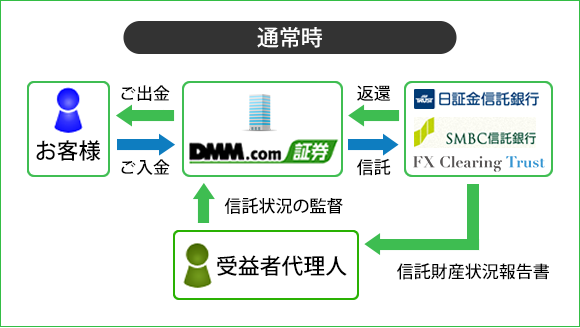 通常時
ご出金
返還
お客様
DMM.com 証券
日証金信託銀行
SMBC信託銀行
FX Clearing Trust
ご入金
信託
信託状況の監督
受益者代理人
信託財産状況報告書